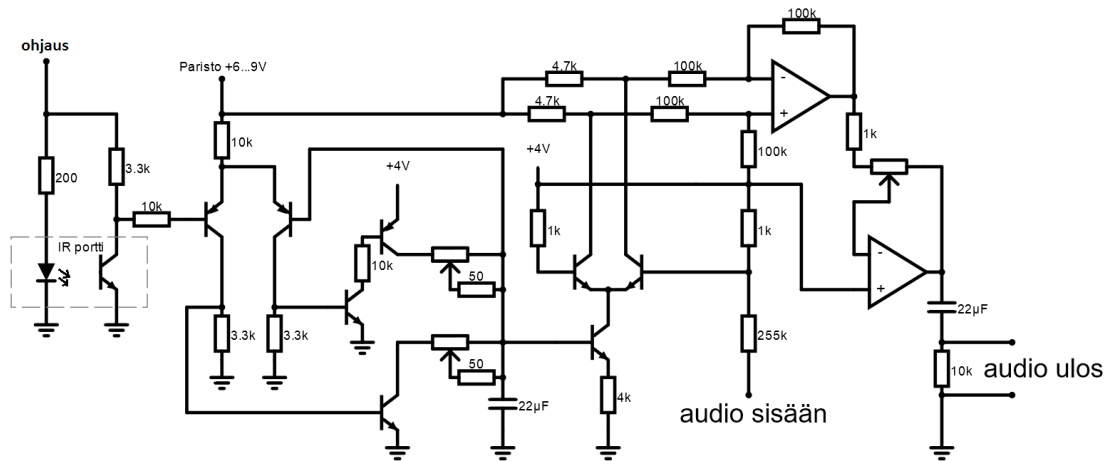 ohjaus
Paristo +6...9V
100k
4.7k
100k
-
4.7k
100k
+
10k
1k
200
3.3k
+4V
+4V
100k
10k
IR portti
10k
50
1k
1k
-
+
22µF
3.3k
3.3k
50
255k
10k
audio ulos
22µF
4k
audio sisään